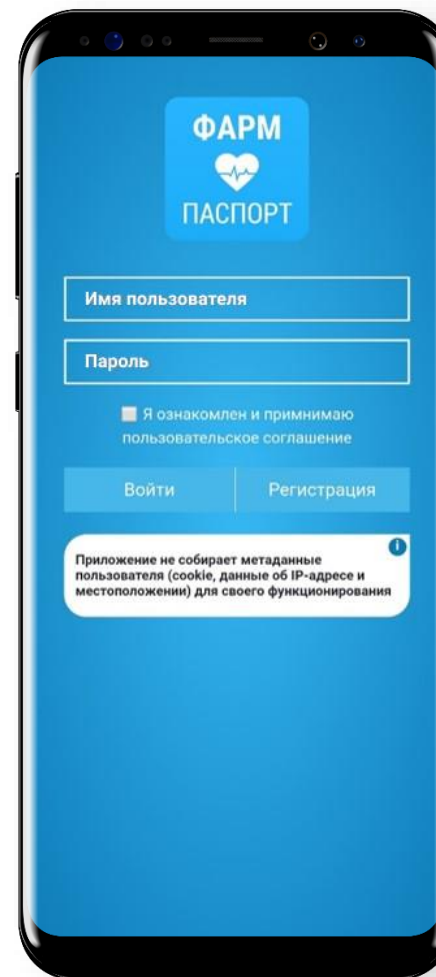 ФАРМ
ПАСПОРТ
Имя пользователя
Пароль
Я ознакомлен и примнимаю
пользовательское соглашение
Войти
Регистрация
i
Приложение не собирает метаданные
пользователя (cookie, данные об IP-адресе и
местоположении) для своего функционирования